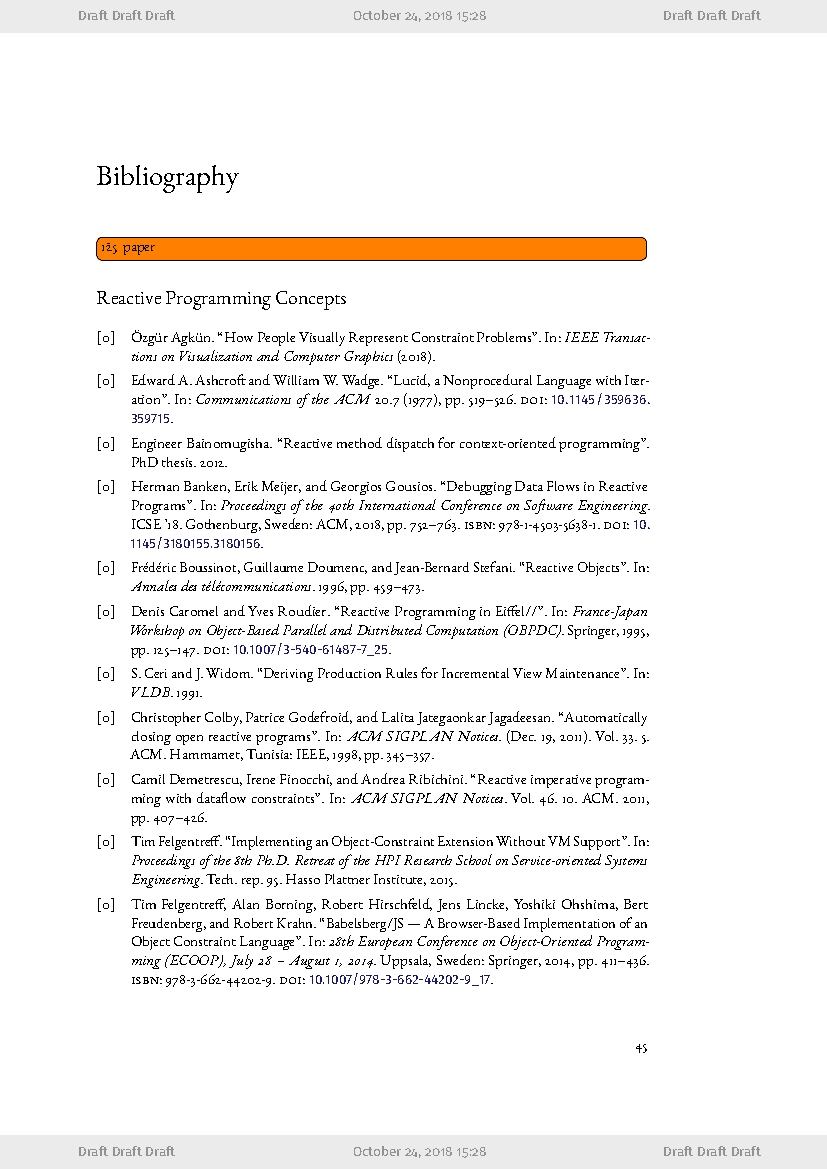 Draft Draft Draft October 24, 2018 15:28 Draft Draft Draft
Bibliography
125 paper
Reactive Programming Concepts
[0] Özgür Agkün. “How People Visually Represent Constraint Problems”. In: IEEE Transac-
tions on Visualization and Computer Graphics (2018).
[0] Edward A. Ashcroft and William W. Wadge. “Lucid, a Nonprocedural Language with Iter-
ation”. In: Communications of the ACM 20.7 (1977), pp. 519–526. DOI: 10.1145/359636.
359715.
[0] Engineer Bainomugisha. “Reactive method dispatch for context-oriented programming”.
PhD thesis. 2012.
[0] Herman Banken, Erik Meijer, and Georgios Gousios. “Debugging Data Flows in Reactive
Programs”. In: Proceedings of the 40th International Conference on Software Engineering.
ICSE ’18. Gothenburg, Sweden: ACM, 2018, pp. 752–763. ISBN: 978-1-4503-5638-1. DOI: 10.
1145/3180155.3180156.
[0] Frédéric Boussinot, Guillaume Doumenc, and Jean-Bernard Stefani. “Reactive Objects”. In:
Annales des télécommunications. 1996, pp. 459–473.
[0] Denis Caromel and Yves Roudier. “Reactive Programming in Eiffel//”. In: France-Japan
Workshop on Object-Based Parallel and Distributed Computation (OBPDC). Springer, 1995,
pp. 125–147. DOI: 10.1007/3-540-61487-7_25.
[0] S. Ceri and J. Widom. “Deriving Production Rules for Incremental View Maintenance”. In:
VLDB. 1991.
[0] Christopher Colby, Patrice Godefroid, and Lalita Jategaonkar Jagadeesan. “Automatically
closing open reactive programs”. In: ACM SIGPLAN Notices. (Dec. 19, 2011). Vol. 33. 5.
ACM. Hammamet, Tunisia: IEEE, 1998, pp. 345–357.
[0] Camil Demetrescu, Irene Finocchi, and Andrea Ribichini. “Reactive imperative program-
ming with dataflow constraints”. In: ACM SIGPLAN Notices. Vol. 46. 10. ACM. 2011,
pp. 407–426.
[0] Tim Felgentreff. “Implementing an Object-Constraint Extension Without VM Support”. In:
Proceedings of the 8th Ph.D. Retreat of the HPI Research School on Service-oriented Systems
Engineering. Tech. rep. 95. Hasso Plattner Institute, 2015.
[0] Tim Felgentreff, Alan Borning, Robert Hirschfeld, Jens Lincke, Yoshiki Ohshima, Bert
Freudenberg, and Robert Krahn. “Babelsberg/JS — A Browser-Based Implementation of an
Object Constraint Language”. In: 28th European Conference on Object-Oriented Program-
ming (ECOOP), July 28 – August 1, 2014. Uppsala, Sweden: Springer, 2014, pp. 411–436.
ISBN: 978-3-662-44202-9. DOI: 10.1007/978-3-662-44202-9_17.
45
Draft Draft Draft October 24, 2018 15:28 Draft Draft Draft